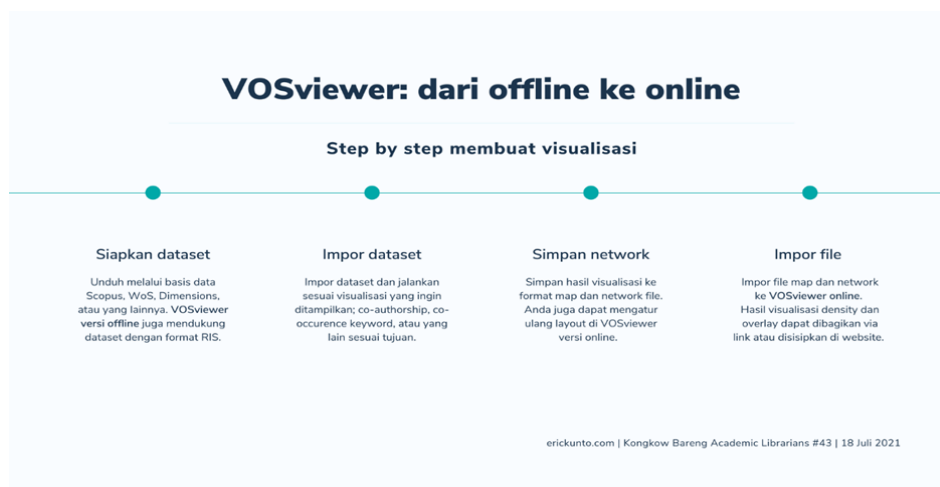 VOSviewer: dari offline ke online
Step by step membuat visualisasi
Siapkan dataset
Unduh melalui basis data
Scopus, WoS, Dimensions,
atau yang lainnya. VOSviewer
versi offline juga mendukung
dataset dengan format RIS.
Impor dataset
Impor dataset dan jalankan
sesuai visualisasi yang ingin
ditampilkan; co-authorship, co-
occurence keyword, atau yang
lain sesuai tujuan.
Simpan network
Simpan hasil visualisasi ke
format map dan network file.
Anda juga dapat mengatur
ulang layout di VOSviewer
versi online.
Impor file
Impor file map dan network
ke VOSviewer online.
Hasil visualisasi density dan
overlay dapat dibagikan via
link atau disisipkan di website.
erickunto.com | Kongkow Bareng Academic Librarians #43 | 18 Juli 2021